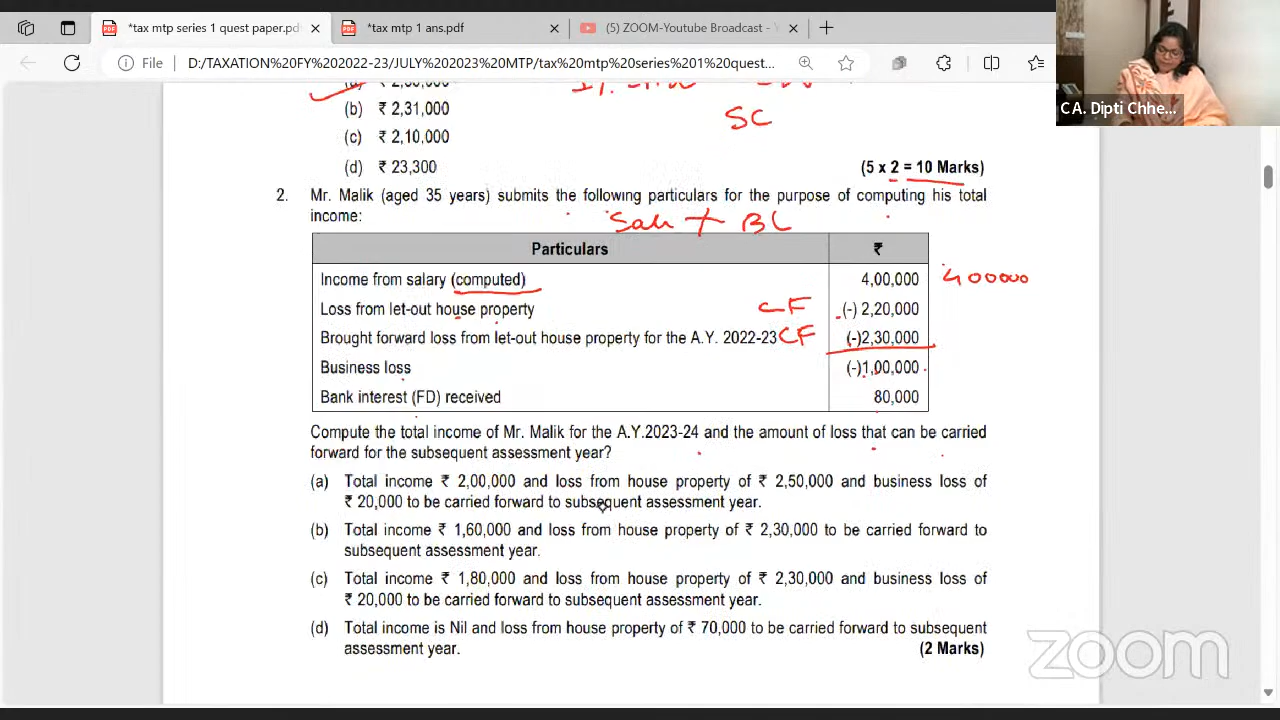 *tax mtp series 1 quest paper.pdf
*tax mtp 1 ans.pdf
(5) ZOOM-Youtube Broadcast -
File
D:/TAXATION%20FY%202022-23/JULY%202023%20MTP/tax%20mtp%20series%201%20quest...
C A. Dipti Chhe...
(b) ₹ 2,31,000
SC
(c) ₹ 2,10,000
(d) ₹ 23,300
(5 x 2 = 10 Marks)
2. Mr. Malik (aged 35 years) submits the following particulars for the purpose of computing his total
income:
+ BL
Particulars ₹
Income from salary (computed) 4,00,000 400000
Loss from let-out house property CF (-) 2,20,000
Brought forward loss from let-out house property for the A.Y. 2022-23 CF (-)2,30,000
Business loss (-)1,00,000
Bank interest (FD) received 80,000
Compute the total income of Mr. Malik for the A.Y.2023-24 and the amount of loss that can be carried
forward for the subsequent assessment year?
(a) Total income ₹ 2,00,000 and loss from house property of ₹ 2,50,000 and business loss of
₹ 20,000 to be carried forward to subsequent assessment year.
(b) Total income ₹ 1,60,000 and loss from house property of ₹ 2,30,000 to be carried forward to
subsequent assessment year.
(c) Total income ₹ 1,80,000 and loss from house property of ₹ 2,30,000 and business loss of
₹ 20,000 to be carried forward to subsequent assessment year.
(d) Total income is Nil and loss from house property of ₹ 70,000 to be carried forward to subsequent
assessment year.
(2 Marks)
zoom